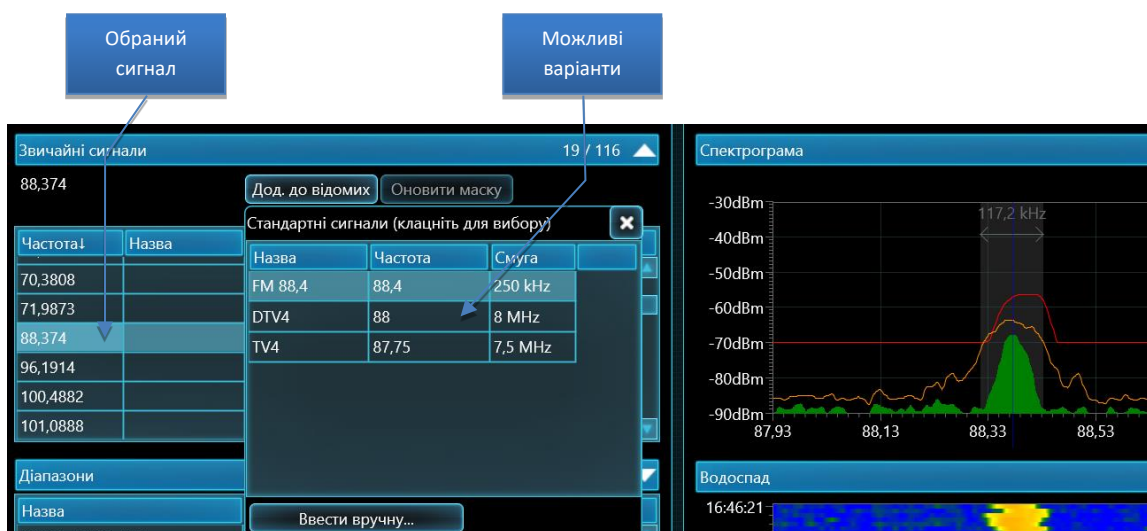 Обраний
сигнал
Можливі
варіанти
Звичайні сигнали 19 / 116
88,374
Дод. до відомих Оновити маску
Стандартні сигнали (клацніть для вибору)
Частота↓ Назва
70,3808
71,9873
88,374
96,1914
100,4882
101,0888
Назва Частота Смуга
FM 88,4 88,4 250 kHz
DTV4 88 8 MHz
TV4 87,75 7,5 MHz
Діапазони
Назва
Ввести вручну...
Спектрограма
-30dBm
117,2 kHz
-40dBm
-50dBm
-60dBm
-70dBm
-80dBm
-90dBm
87,93 88,13 88,33 88,53
Водоспад
16:46:21